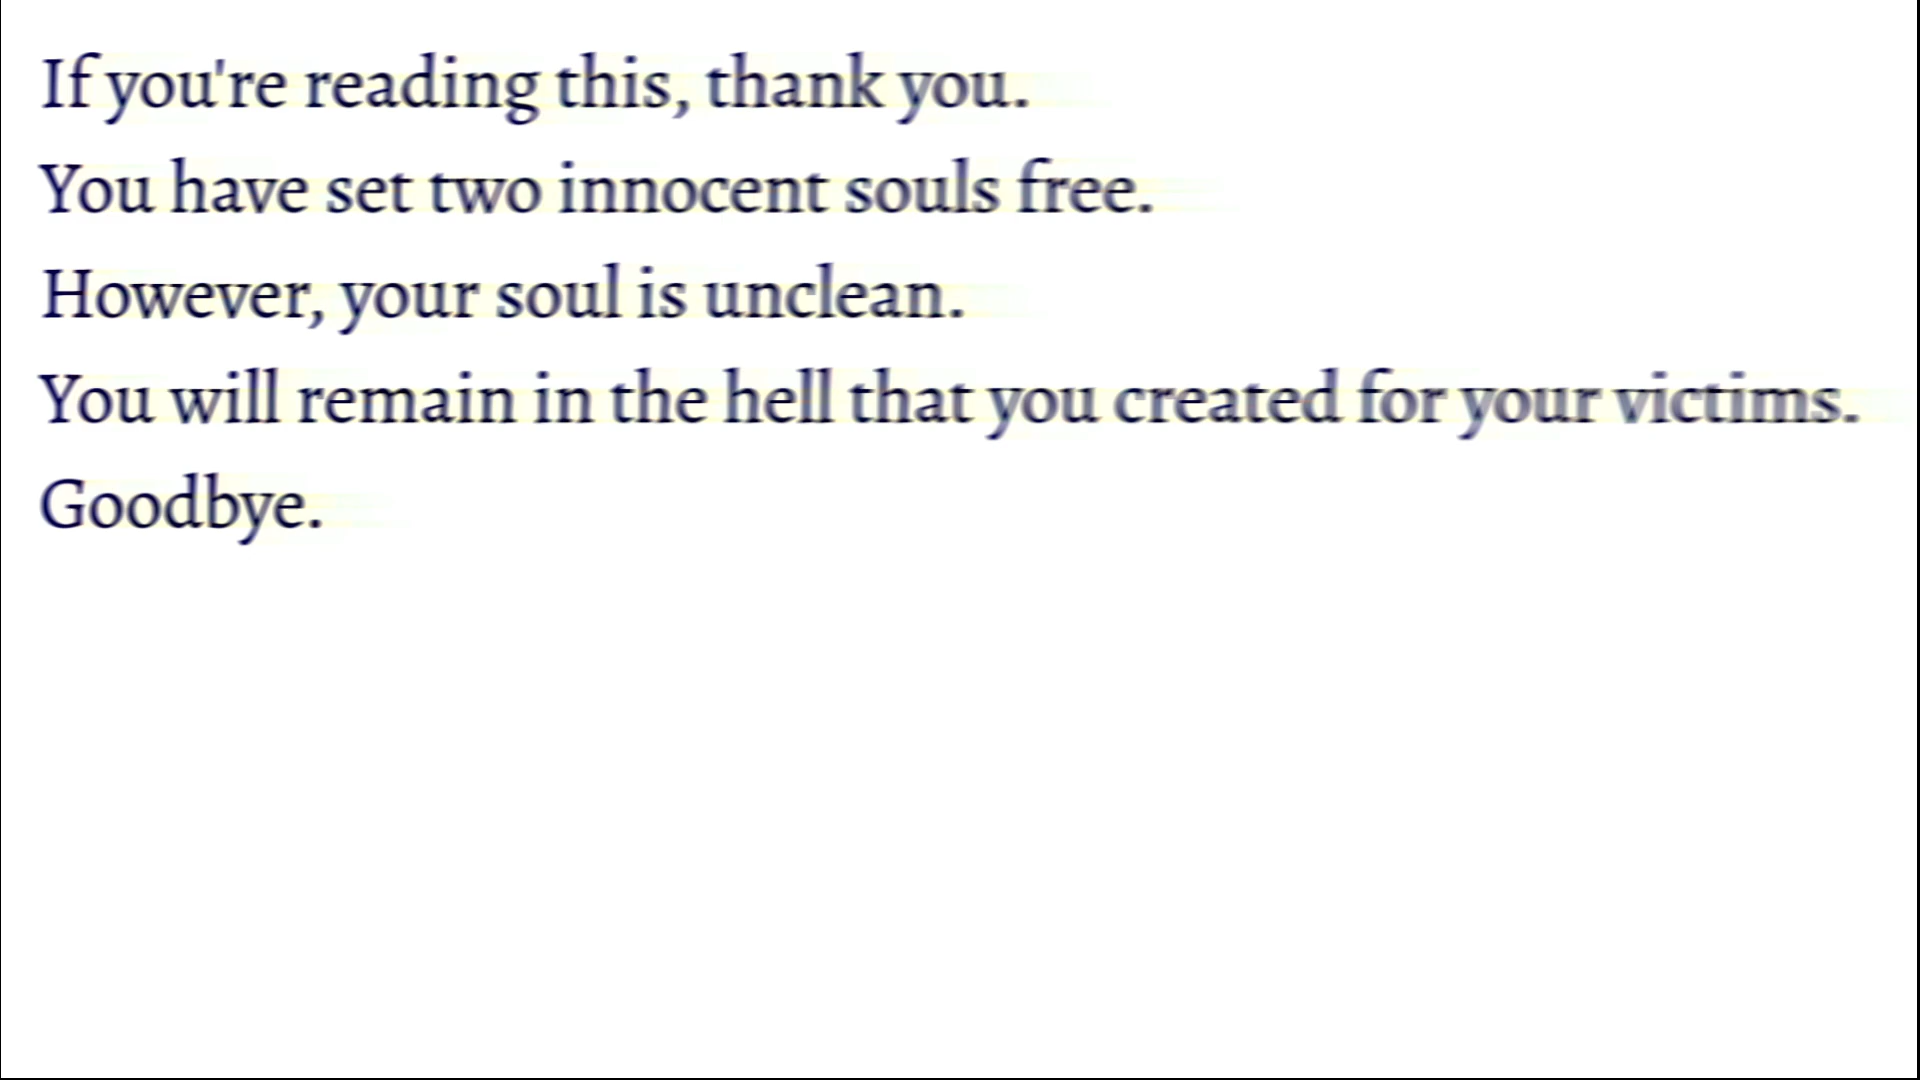 If you're reading this, thank you.
You have set two innocent souls free.
However, your soul is unclean.
You will remain in the hell that you created for your victims.
Goodbye.